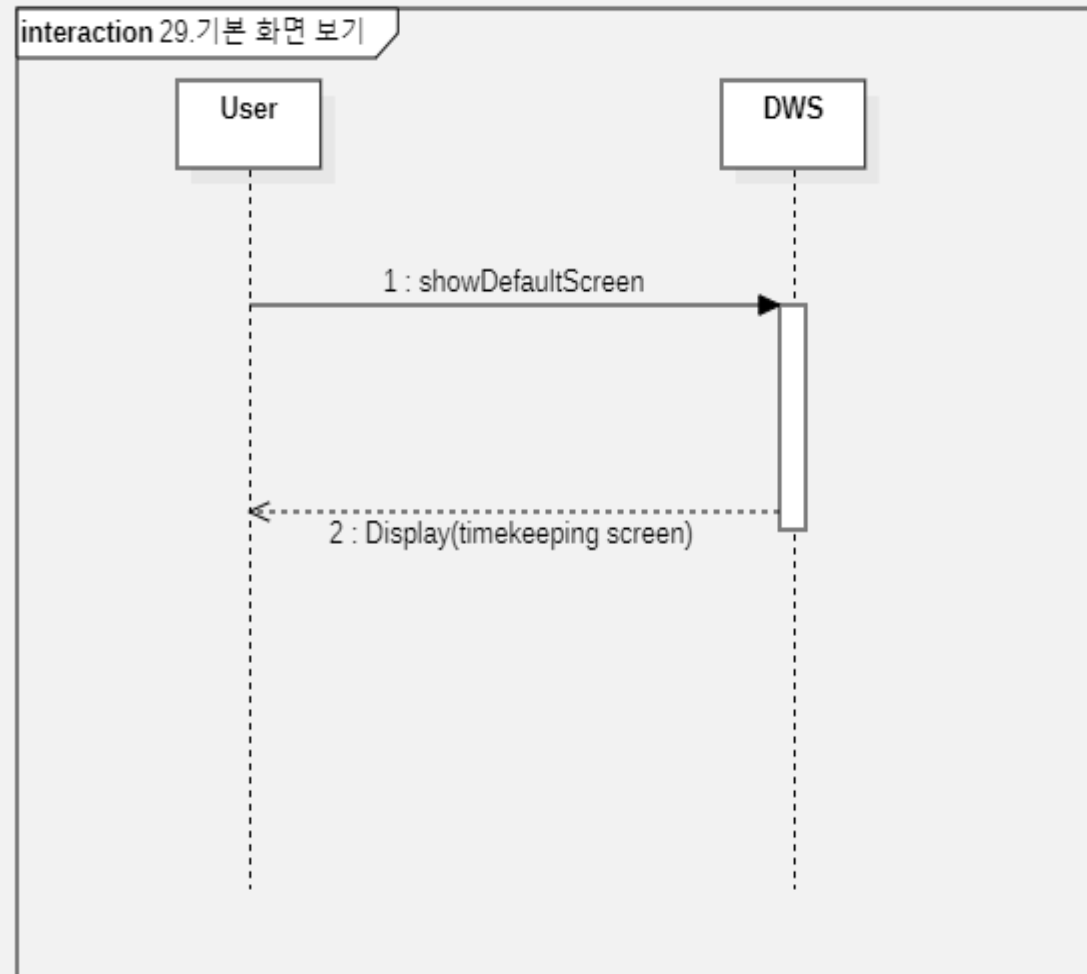 interaction 29.기본 화면 보기
User
DWS
1 : showDefaultScreen
2 : Display(timekeeping screen)